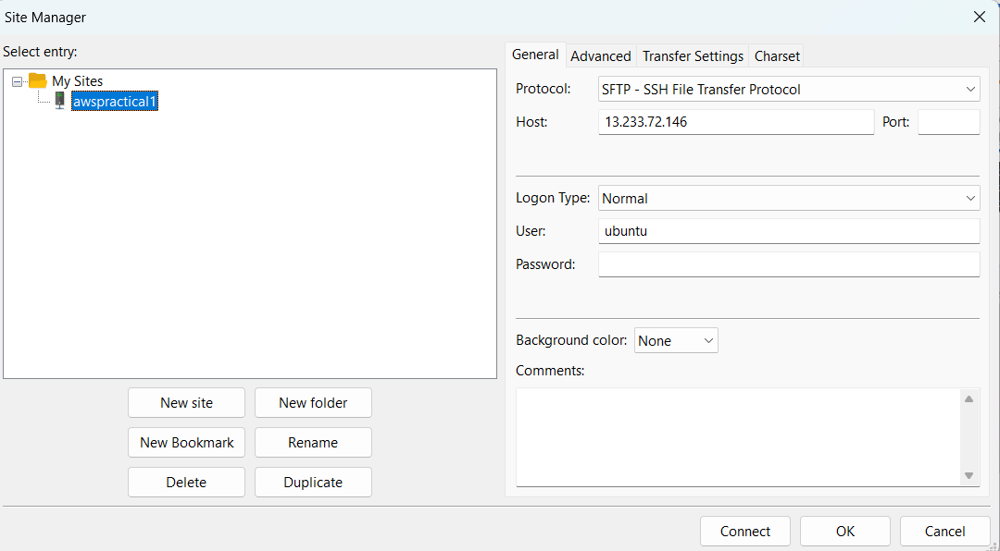 Site Manager
Select entry:
My Sites
awspractical1
New site
New folder
New Bookmark
Rename
Delete
Duplicate
General
Advanced
Transfer Settings
Charset
Protocol:
SFTP - SSH File Transfer Protocol
Host:
13.233.72.146
Port:
Logon Type:
Normal
User:
ubuntu
Password:
Background color:
None
Comments:
Connect
OK
Cancel